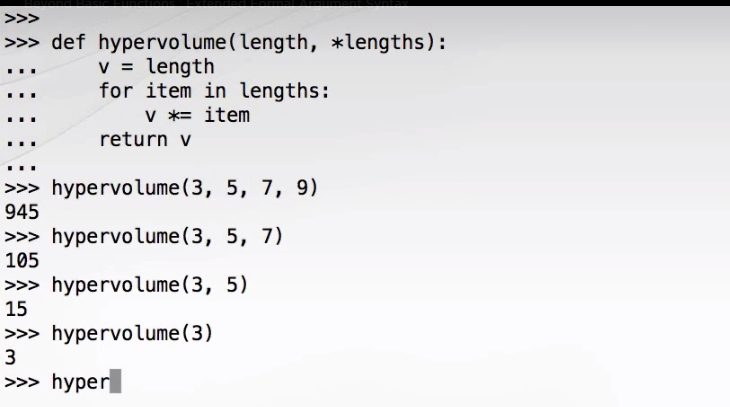 Beyond Basic Functions : Extended Formal Argument Syntax
>>>
>>> def hypervolume(length, *lengths):
...     v = length
...     for item in lengths:
...         v *= item
...     return v
...
>>> hypervolume(3, 5, 7, 9)
945
>>> hypervolume(3, 5, 7)
105
>>> hypervolume(3, 5)
15
>>> hypervolume(3)
3
>>> hyper